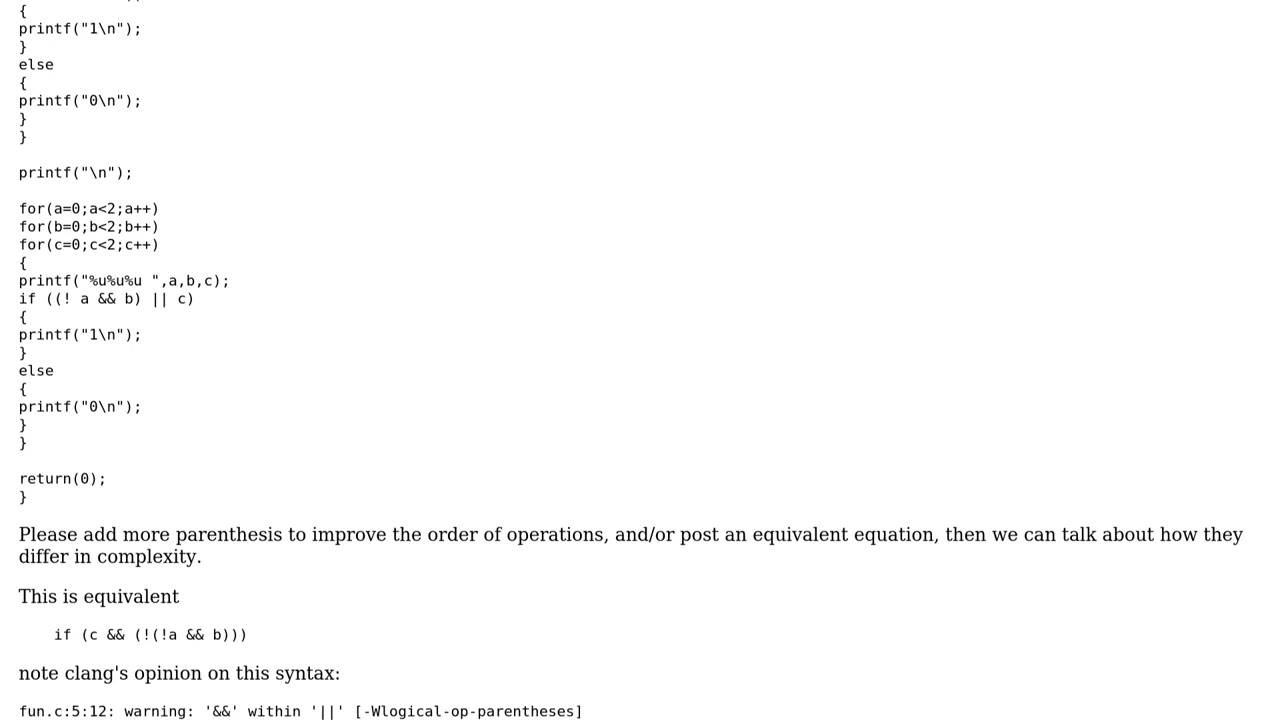 {
printf("1\n");
}
else
{
printf("0\n");
}
}
printf("\n");
for(a=0;a<2;a++)
for(b=0;b<2;b++)
for(c=0;c<2;c++)
{
printf("%u%u%u ",a,b,c);
if ((! a && b) || c)
{
printf("1\n");
}
else
{
printf("0\n");
}
}
return(0);
}
Please add more parenthesis to improve the order of operations, and/or post an equivalent equation, then we can talk about how they
differ in complexity.
This is equivalent
if (c && (!(!a && b)))
note clang's opinion on this syntax:
fun.c:5:12: warning: '&&' within '||' [-Wlogical-op-parentheses]